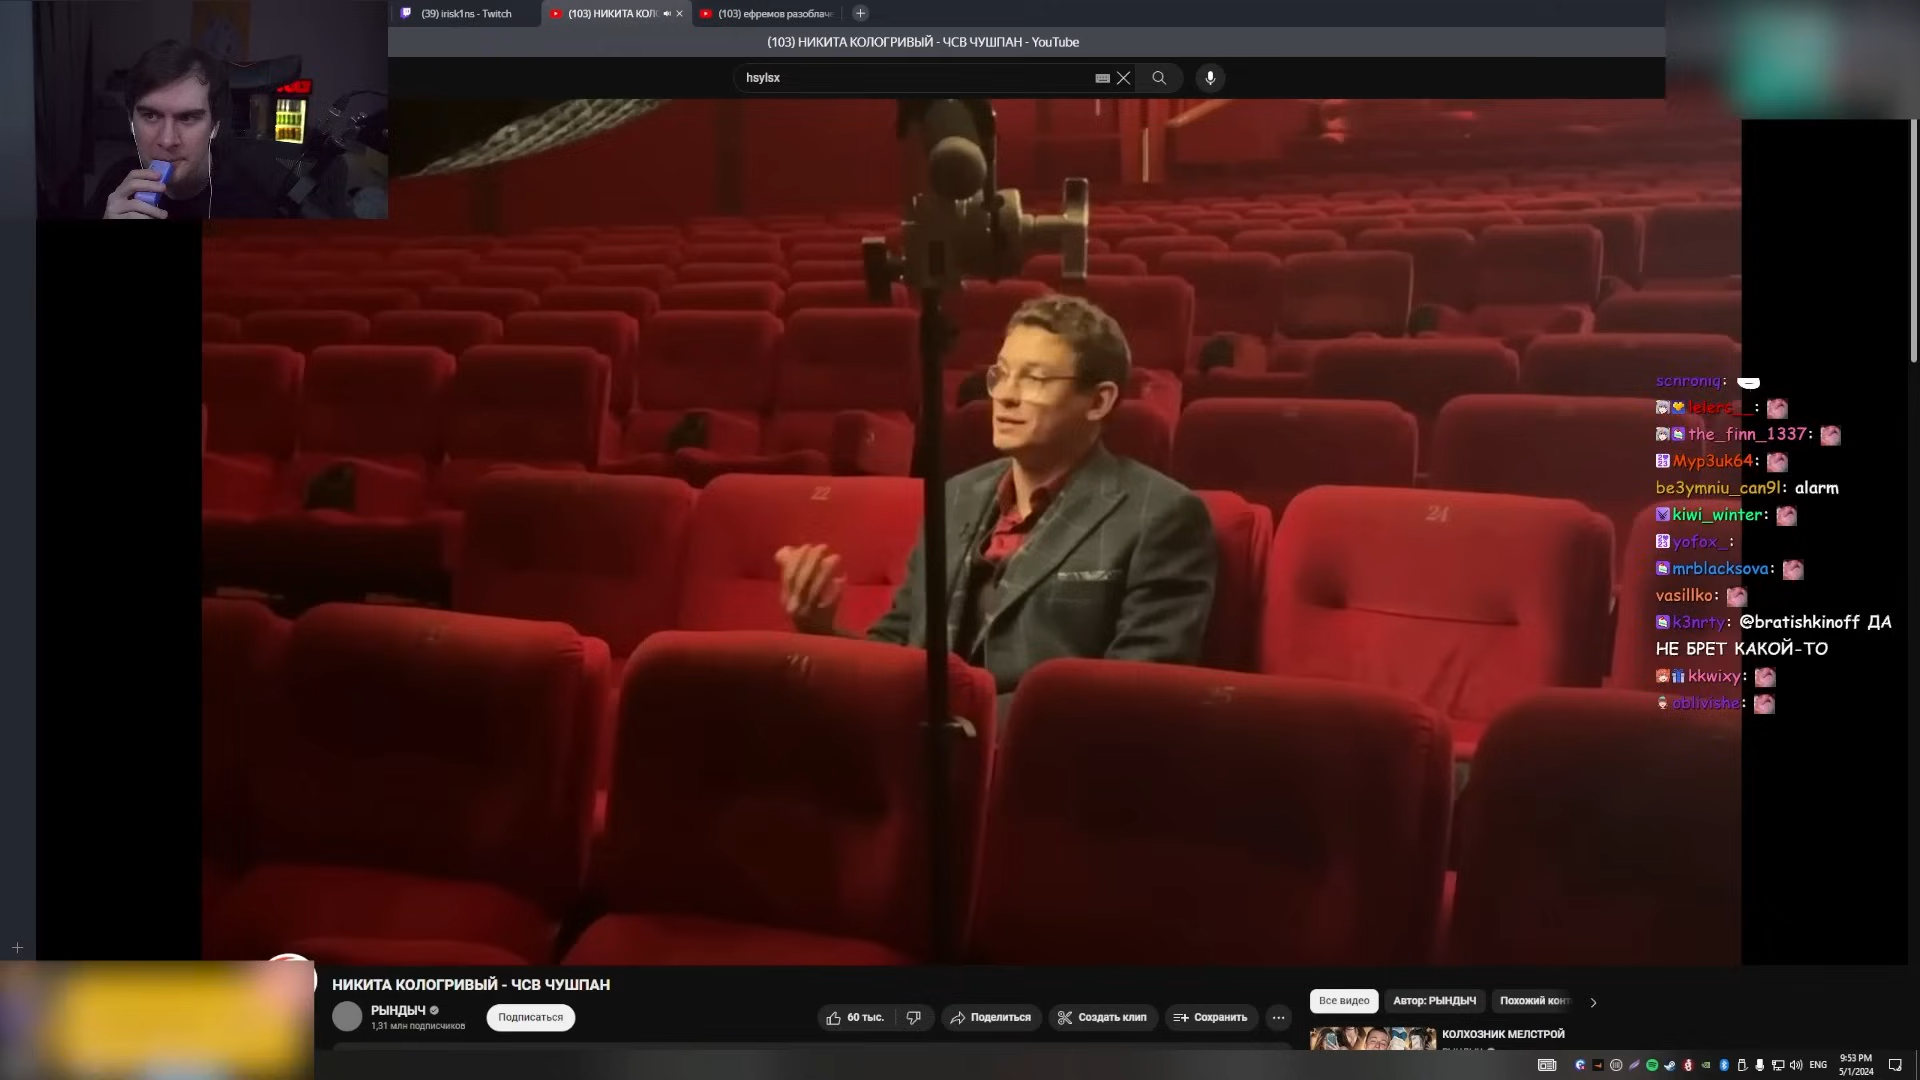 (39) irisk1ns - Twitch
(103) НИКИТА КОЛ
(103) ефремов разоблаче
(103) НИКИТА КОЛОГРИВЫЙ - ЧСВ ЧУШПАН - YouTube
hsylsx
22
24
scnroniq:
lelerc__:
the_finn_1337:
Myp3uk64:
be3ymniu_can9l: alarm
kiwi_winter:
yofox_:
mrblacksova:
vasillko:
k3nrty: @bratishkinoff ДА
НЕ БРЕТ КАКОЙ-ТО
kkwixy:
oblivishe:
НИКИТА КОЛОГРИВЫЙ - ЧСВ ЧУШПАН
РЫНДЫЧ
1,31 млн подписчиков
Подписаться
60 тыс.
Поделиться
Создать клип
Сохранить
Все видео
Автор: РЫНДЫЧ
Похожий конт
КОЛХОЗНИК МЕЛСТРОЙ
ENG
9:53 PM
5/1/2024